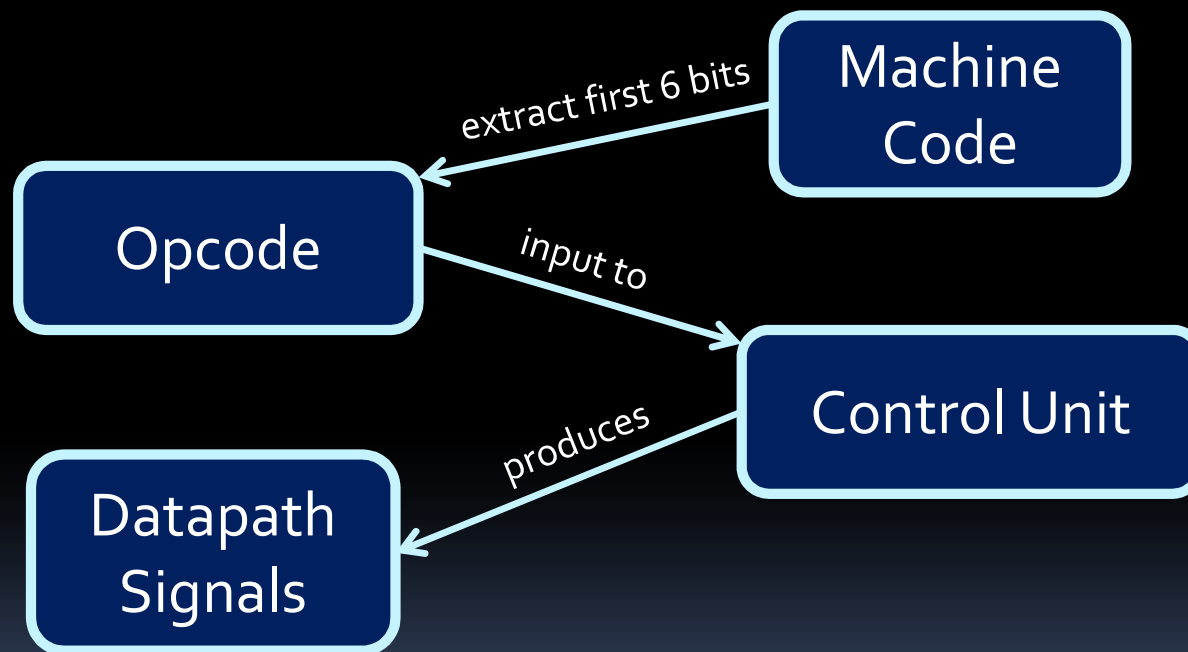 Machine
Code
extract first 6 bits
Opcode
input to
Control Unit
produces
Datapath
Signals